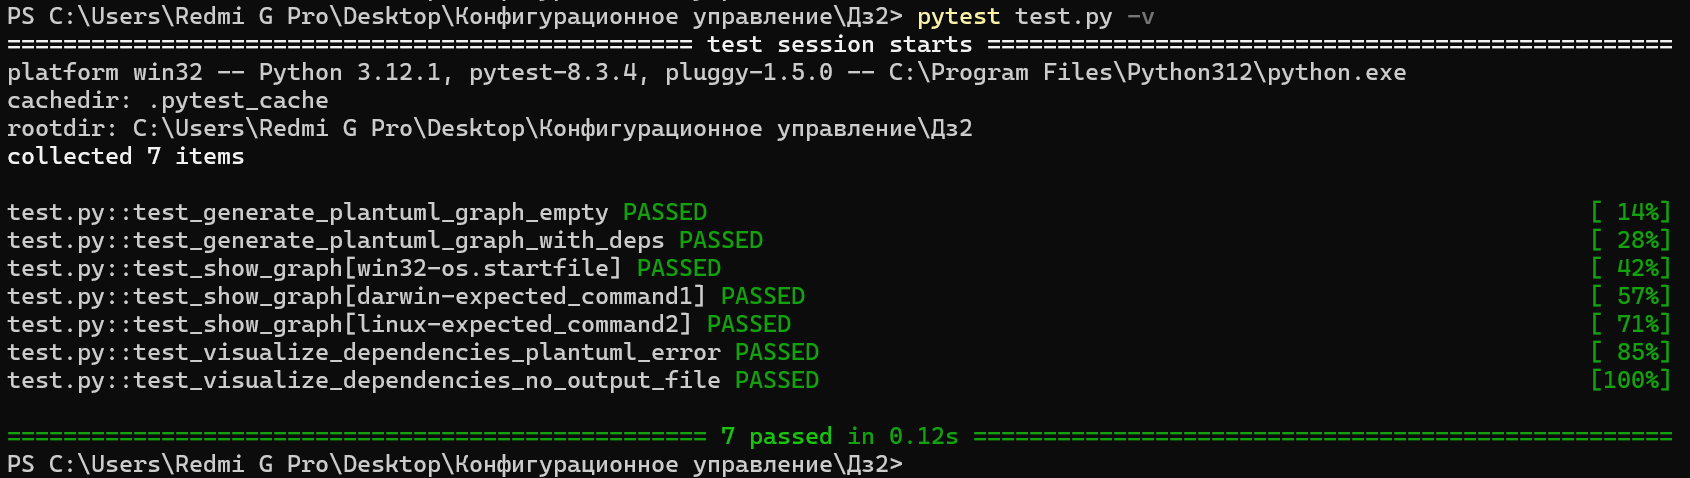 PS C:\Users\Redmi G Pro\Desktop\Конфигурационное управление\Дз2> pytest test.py -v
================================================= test session starts =================================================
platform win32 -- Python 3.12.1, pytest-8.3.4, pluggy-1.5.0 -- C:\Program Files\Python312\python.exe
cachedir: .pytest_cache
rootdir: C:\Users\Redmi G Pro\Desktop\Конфигурационное управление\Дз2
collected 7 items
test.py::test_generate_plantuml_graph_empty PASSED [ 14%]
test.py::test_generate_plantuml_graph_with_deps PASSED [ 28%]
test.py::test_show_graph[win32-os.startfile] PASSED [ 42%]
test.py::test_show_graph[darwin-expected_command1] PASSED [ 57%]
test.py::test_show_graph[linux-expected_command2] PASSED [ 71%]
test.py::test_visualize_dependencies_plantuml_error PASSED [ 85%]
test.py::test_visualize_dependencies_no_output_file PASSED [100%]
================================================== 7 passed in 0.12s ==================================================
PS C:\Users\Redmi G Pro\Desktop\Конфигурационное управление\Дз2>